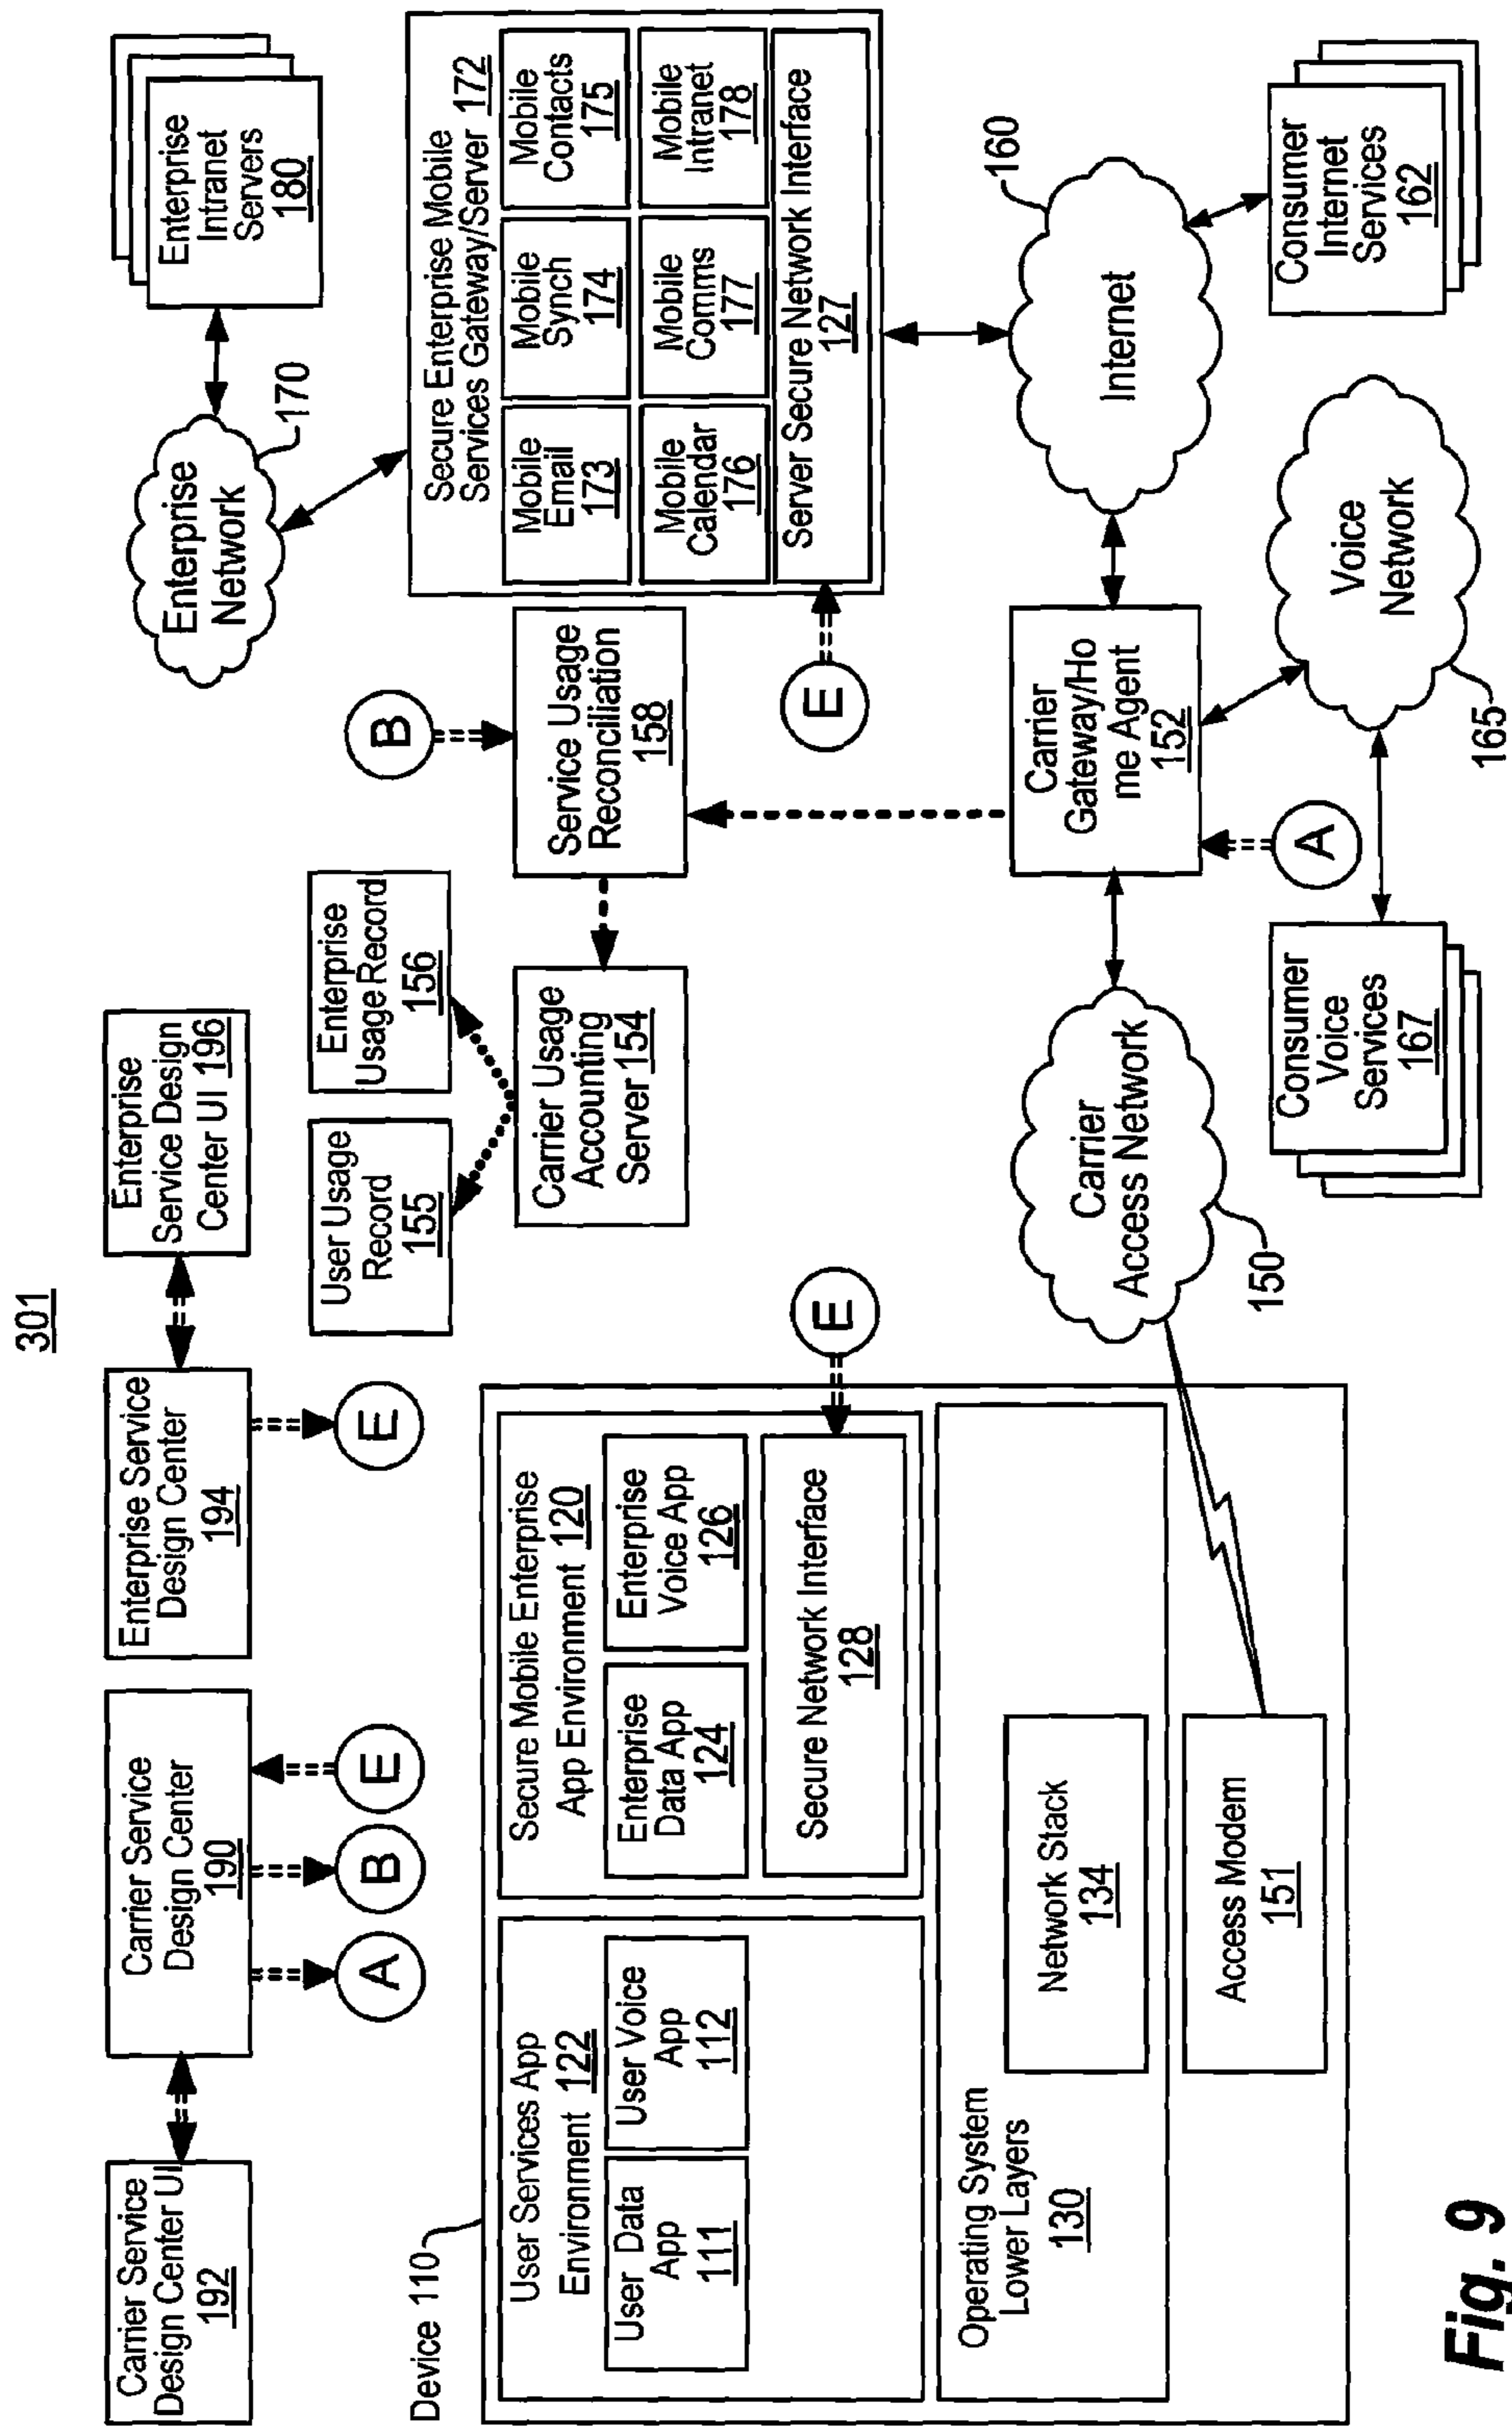 301
Carrier Service
Design Center UI
192
Carrier Service
Design Center
190
Enterprise Service
Design Center
194
Enterprise
Service Design
Center UI 196
A
B
E
E
Enterprise
Network
170
Enterprise
Intranet
Servers
180
User Usage
Record
155
Enterprise
Usage Record
156
B
Carrier Usage
Accounting
Server 154
Service Usage
Reconciliation
158
Secure Enterprise Mobile
Services Gateway/Server 172
Mobile
Email
173
Mobile
Synch
174
Mobile
Contacts
175
Mobile
Calendar
176
Mobile
Comms
177
Mobile
Intranet
178
Server Secure Network Interface
127
E
Device 110
User Services App
Environment 122
User Data
App
111
User Voice
App
112
Secure Mobile Enterprise
App Environment 120
Enterprise
Data App
124
Enterprise
Voice App
126
Secure Network Interface
128
E
Operating System
Lower Layers
130
Network Stack
134
Access Modem
151
Carrier
Access Network
150
Carrier
Gateway/Ho
me Agent
152
A
Internet
160
Consumer
Voice
Services
167
Voice
Network
165
Consumer
Internet
Services
162
Fig. 9